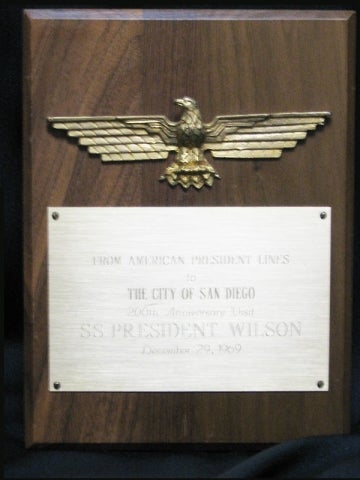 FROM AMERICAN PRESIDENT LINES
to
THE CITY OF SAN DIEGO
200th Anniversary Visit
SS PRESIDENT WILSON
December 29, 1969